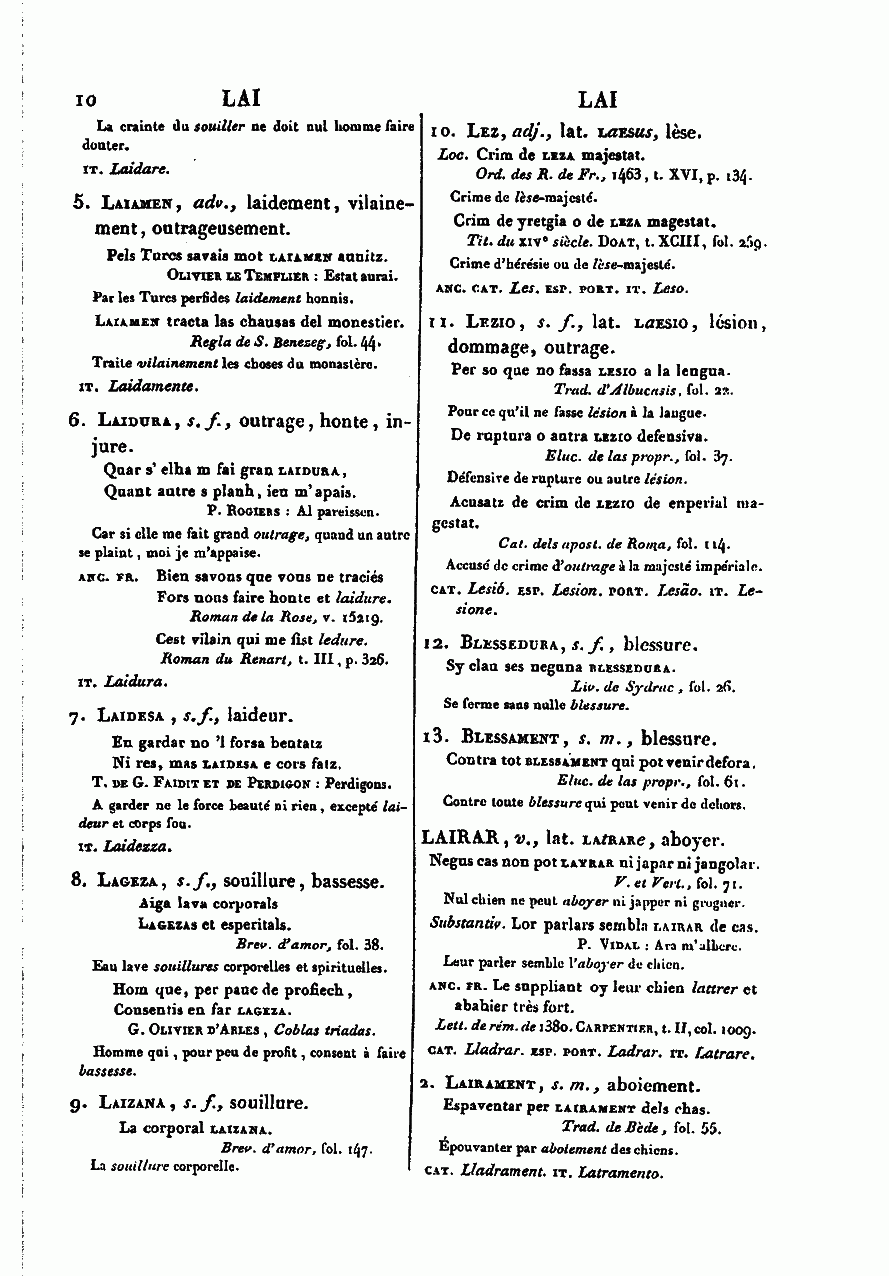 10 LAI
La crainte du souiller ne doit nul homme faire
douter.
IT. Laidare.
5. LAIAMEN, adv., laidement, vilaine-
ment, outrageusement.
Pels Turcs savais mot LAIAMEN aunitz.
OLIVIER LE TEMPLIER : Estat aurai.
Par les Turcs perfides laidement honnis.
LAIAMEN tracta las chausas del monestier.
Regla de S. Benezeg, fol. 44.
Traite vilainement les choses du monastère.
IT. Laidamente.
6. LAIDURA, s. f., outrage, honte, in-
jure.
Quar s' elha m fai gran LAIDURA,
Quant autre s planh, ieu m' apais.
P. ROGIERS : Al pareissen.
Car si elle me fait grand outrage, quand un autre
se plaint, moi je m'appaise.
ANC. FR. Bien savons que vous ne traciés
Fors nous faire honte et laidure.
Roman de la Rose, v. 15219.
Cest vilain qui me fist ledure.
Roman du Renart, t. III, p. 326.
IT. Laidura.
7. LAIDESA, s. f., laideur.
En gardar no 'l forsa beutatz
Ni res, mas LAIDESA e cors fatz.
T. DE G. FAIDIT ET DE PERDIGON : Perdigons.
A garder ne le force beauté ni rien, excepté lai-
deur et corps fou.
IT. Laidezza.
8. LAGEZA, s. f., souillure, bassesse.
Aiga lava corporals
LAGEZAS et esperitals.
Brev. d'amor, fol. 38.
Eau lave souillures corporelles et spirituelles.
Hom que, per pauc de profiech,
Consentis en far LAGEZA.
G. OLIVIER D'ARLES, Coblas triadas.
Homme qui, pour peu de profit, consent à faire
bassesse.
9. LAIZANA, s. f., souillure.
La corporal LAIZANA.
Brev. d'amor, fol. 147.
La souillure corporelle.
LAI
10. LEZ, adj., lat. LAESUS, lèse.
Loc. Crim de LEZA majestat.
Ord. des R. de Fr., 1463, t. XVI, p. 134.
Crime de lèse-majesté.
Crim de yretgia o de LEZA magestat.
Tit. du XIVe siècle. DOAT, t. XCIII, fol. 259.
Crime d'hérésie ou de lèse-majesté.
ANC. CAT. Les. ESP. PORT. IT. Leso.
11. LEZIO, s. f., lat. LAESIO, lésion,
dommage, outrage.
Per so que no fassa LESIO a la lengua.
Trad. d'Albucasis, fol. 22.
Pour ce qu'il ne fasse lésion à la langue.
De ruptura o autra LEZIO defensiva.
Eluc. de las propr., fol. 37.
Défensive de rupture ou autre lésion.
Acusatz de crim de LEZIO de enperial ma-
gestat.
Cat. dels apost. de Roma, fol. 114.
Accusé de crime d'outrage à la majesté impériale.
CAT. Lesió. ESP. Lesion. PORT. Lesão. IT. Le-
sione.
12. BLESSEDURA, s. f., blessure.
Sy clau ses neguna BLESSEDURA.
Liv. de Sydrac, fol. 26.
Se ferme sans nulle blessure.
13. BLESSAMENT, s. m., blessure.
Contra tot BLESSAMENT qui pot venir defora.
Eluc. de las propr., fol. 61.
Contre toute blessure qui peut venir de dehors.
LAIRAR, v., lat. LATRARE, aboyer.
Negus cas non pot LAYRAR ni japar ni jangolar.
V. et Vert., fol. 71.
Nul chien ne peut aboyer ni japper ni grogner.
Substantiv. Lor parlars sembla LAIRAR de cas.
P. VIDAL : Ara m'alberc.
Leur parler semble l'aboyer de chien.
ANC. FR. Le suppliant oy leur chien lattrer et
abahier très fort.
Lett. de rém. de 1380. CARPENTIER, t. II, col. 1009.
CAT. Lladrar. ESP. PORT. Ladrar. IT. Latrare.
2. LAIRAMENT, s. m., aboiement.
Espaventar per LAIRAMENT dels chas.
Trad. de Bède, fol. 55.
Épouvanter par aboiement des chiens.
CAT. Lladrament. IT. Latramento.